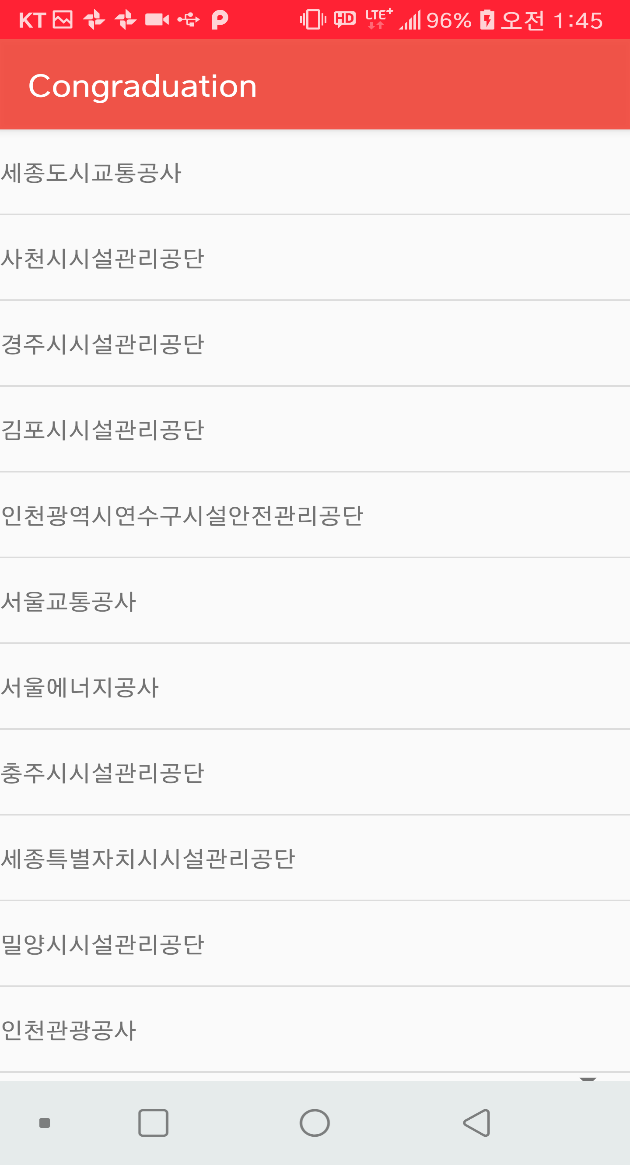 KT HD LTE+ 96% 오전 1:45
Congraduation
세종도시교통공사
사천시시설관리공단
경주시시설관리공단
김포시시설관리공단
인천광역시연수구시설안전관리공단
서울교통공사
서울에너지공사
충주시시설관리공단
세종특별자치시시설관리공단
밀양시시설관리공단
인천관광공사